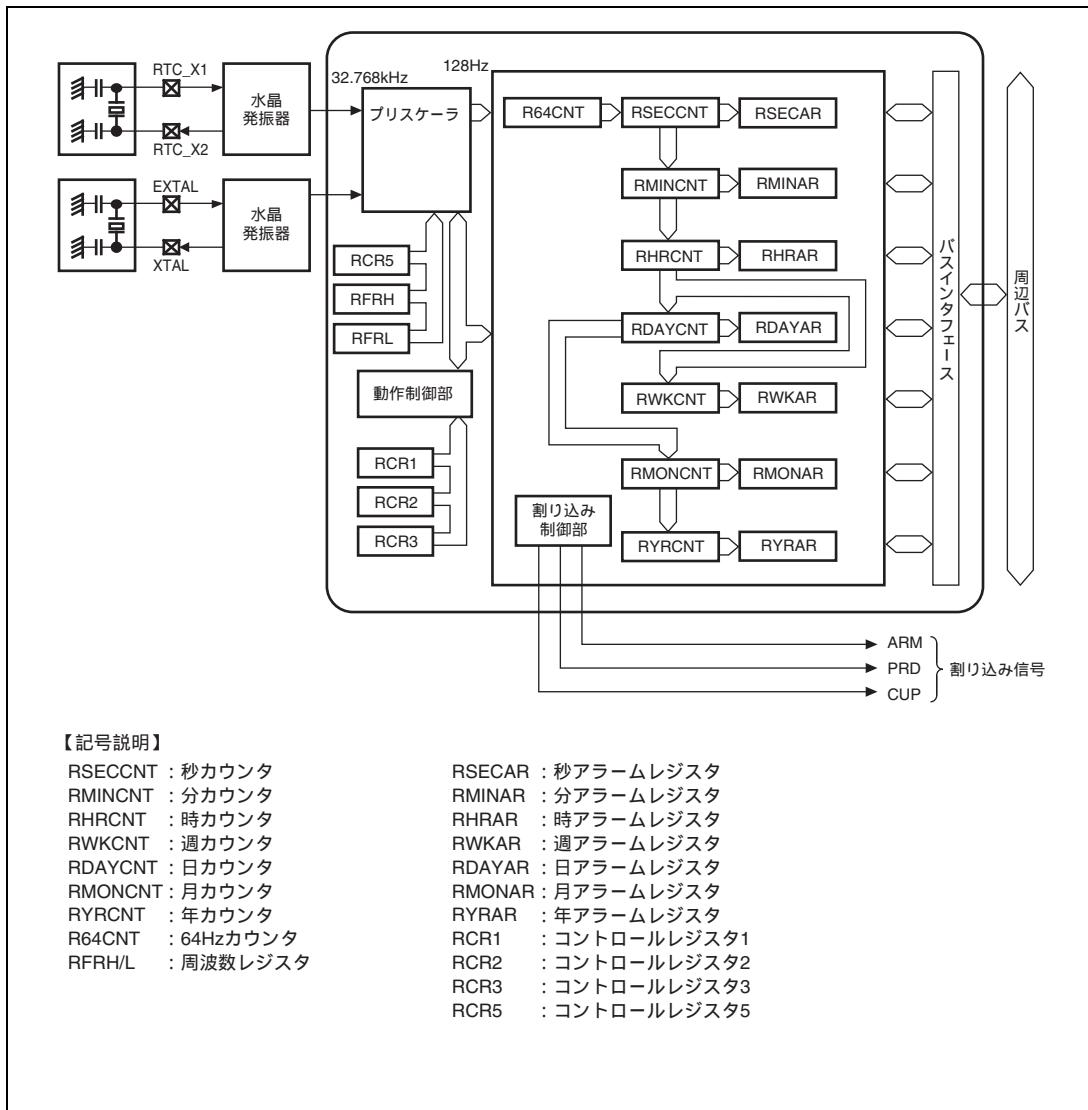 RTC_X1
RTC_X2
水晶
発振器
EXTAL
XTAL
水晶
発振器
32.768kHz
128Hz
プリスケーラ
RCR5
RFRH
RFRL
動作制御部
RCR1
RCR2
RCR3
R64CNT
RSECCNT
RSECAR
RMINCNT
RMINAR
RHRCNT
RHRAR
RDAYCNT
RDAYAR
RWKCNT
RWKAR
RMONCNT
RMONAR
RYRCNT
RYRAR
割り込み
制御部
バスインタフェース
周辺バス
ARM
PRD
CUP
割り込み信号
【記号説明】
RSECCNT :秒カウンタ
RMINCNT :分カウンタ
RHRCNT :時カウンタ
RWKCNT :週カウンタ
RDAYCNT :日カウンタ
RMONCNT :月カウンタ
RYRCNT :年カウンタ
R64CNT :64Hzカウンタ
RFRH/L :周波数レジスタ
RSECAR :秒アラームレジスタ
RMINAR :分アラームレジスタ
RHRAR :時アラームレジスタ
RWKAR :週アラームレジスタ
RDAYAR :日アラームレジスタ
RMONAR :月アラームレジスタ
RYRAR :年アラームレジスタ
RCR1 :コントロールレジスタ1
RCR2 :コントロールレジスタ2
RCR3 :コントロールレジスタ3
RCR5 :コントロールレジスタ5